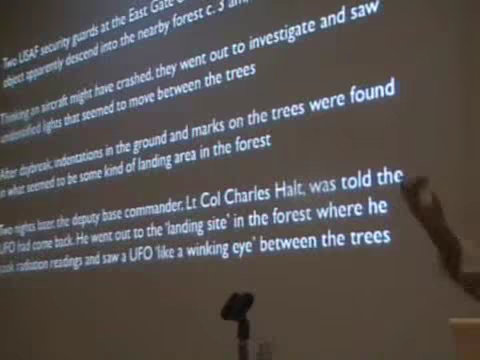 Two USAF security guards at the East Gate
object apparently descend into the nearby forest c. 3 am,
Thinking an aircraft might have crashed, they went out to investigate and saw
unidentified lights that seemed to move between the trees
After daybreak, indentations in the ground and marks on the trees were found
in what seemed to be some kind of landing area in the forest
Two nights later, the deputy base commander, Lt Col Charles Halt, was told the
UFO had come back. He went out to the 'landing site' in the forest where he
took radiation readings and saw a UFO 'like a winking eye' between the trees